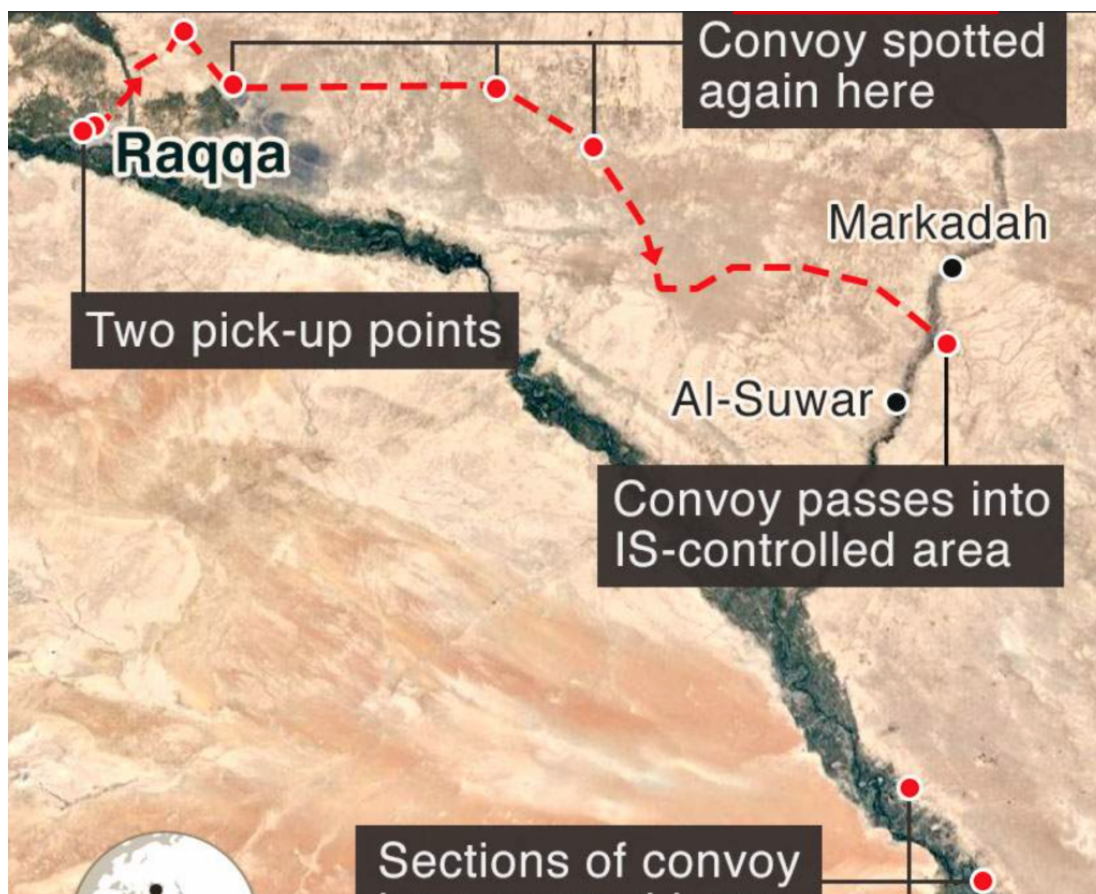 Convoy spotted
again here
Raqqa
Markadah
Two pick-up points
Al-Suwar
Convoy passes into
IS-controlled area
Sections of convoy